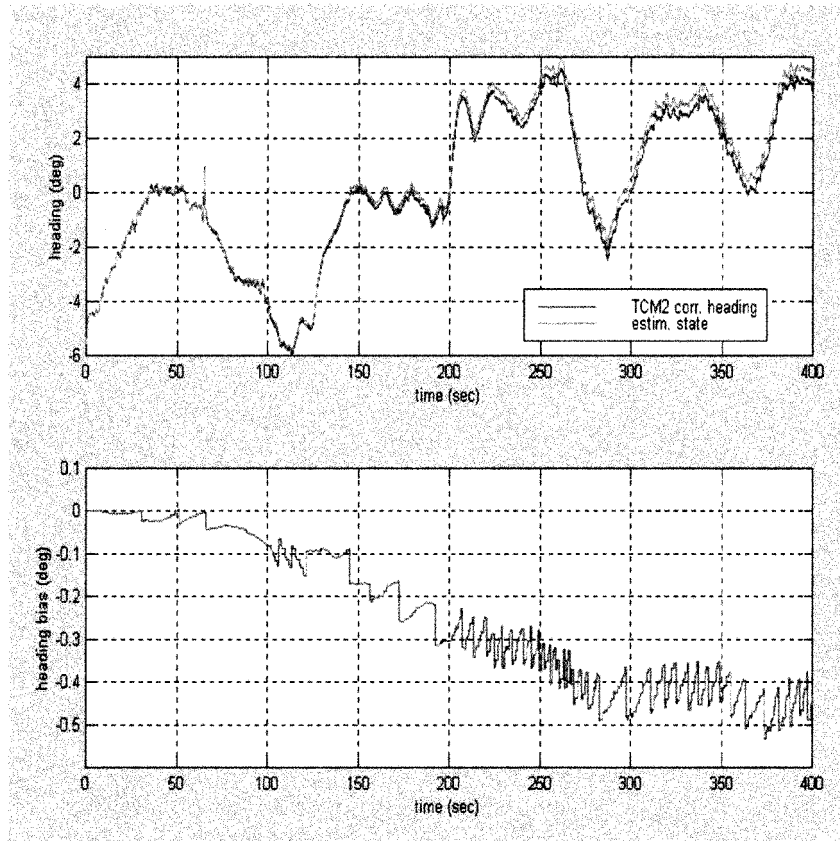 4
2
0
-2
-4
-6
heading (deg)
TCM2 corr. heading
estim. state
0 50 100 150 200 250 300 350 400
time (sec)
0.1
0
-0.1
-0.2
-0.3
-0.4
-0.5
heading bias (deg)
0 50 100 150 200 250 300 350 400
time (sec)